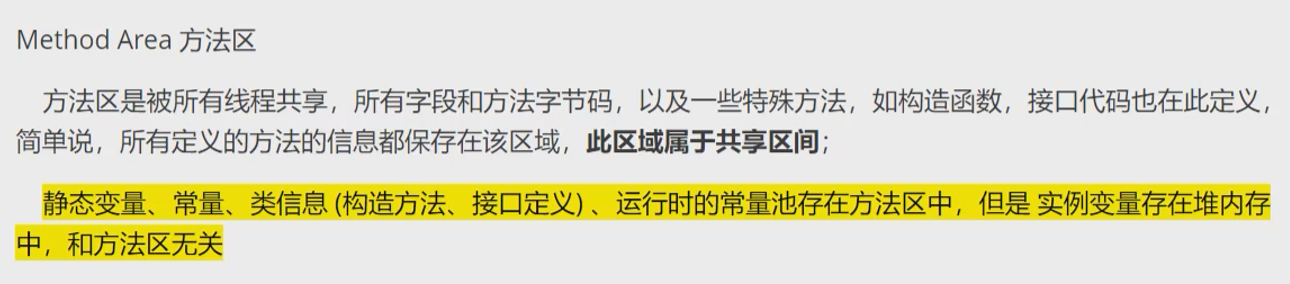 Method Area 方法区
方法区是被所有线程共享，所有字段和方法字节码，以及一些特殊方法，如构造函数，接口代码也在此定义，
简单说，所有定义的方法的信息都保存在该区域，此区域属于共享区间；
静态变量、常量、类信息 (构造方法、接口定义) 、运行时的常量池存在方法区中，但是 实例变量存在堆内存
中，和方法区无关